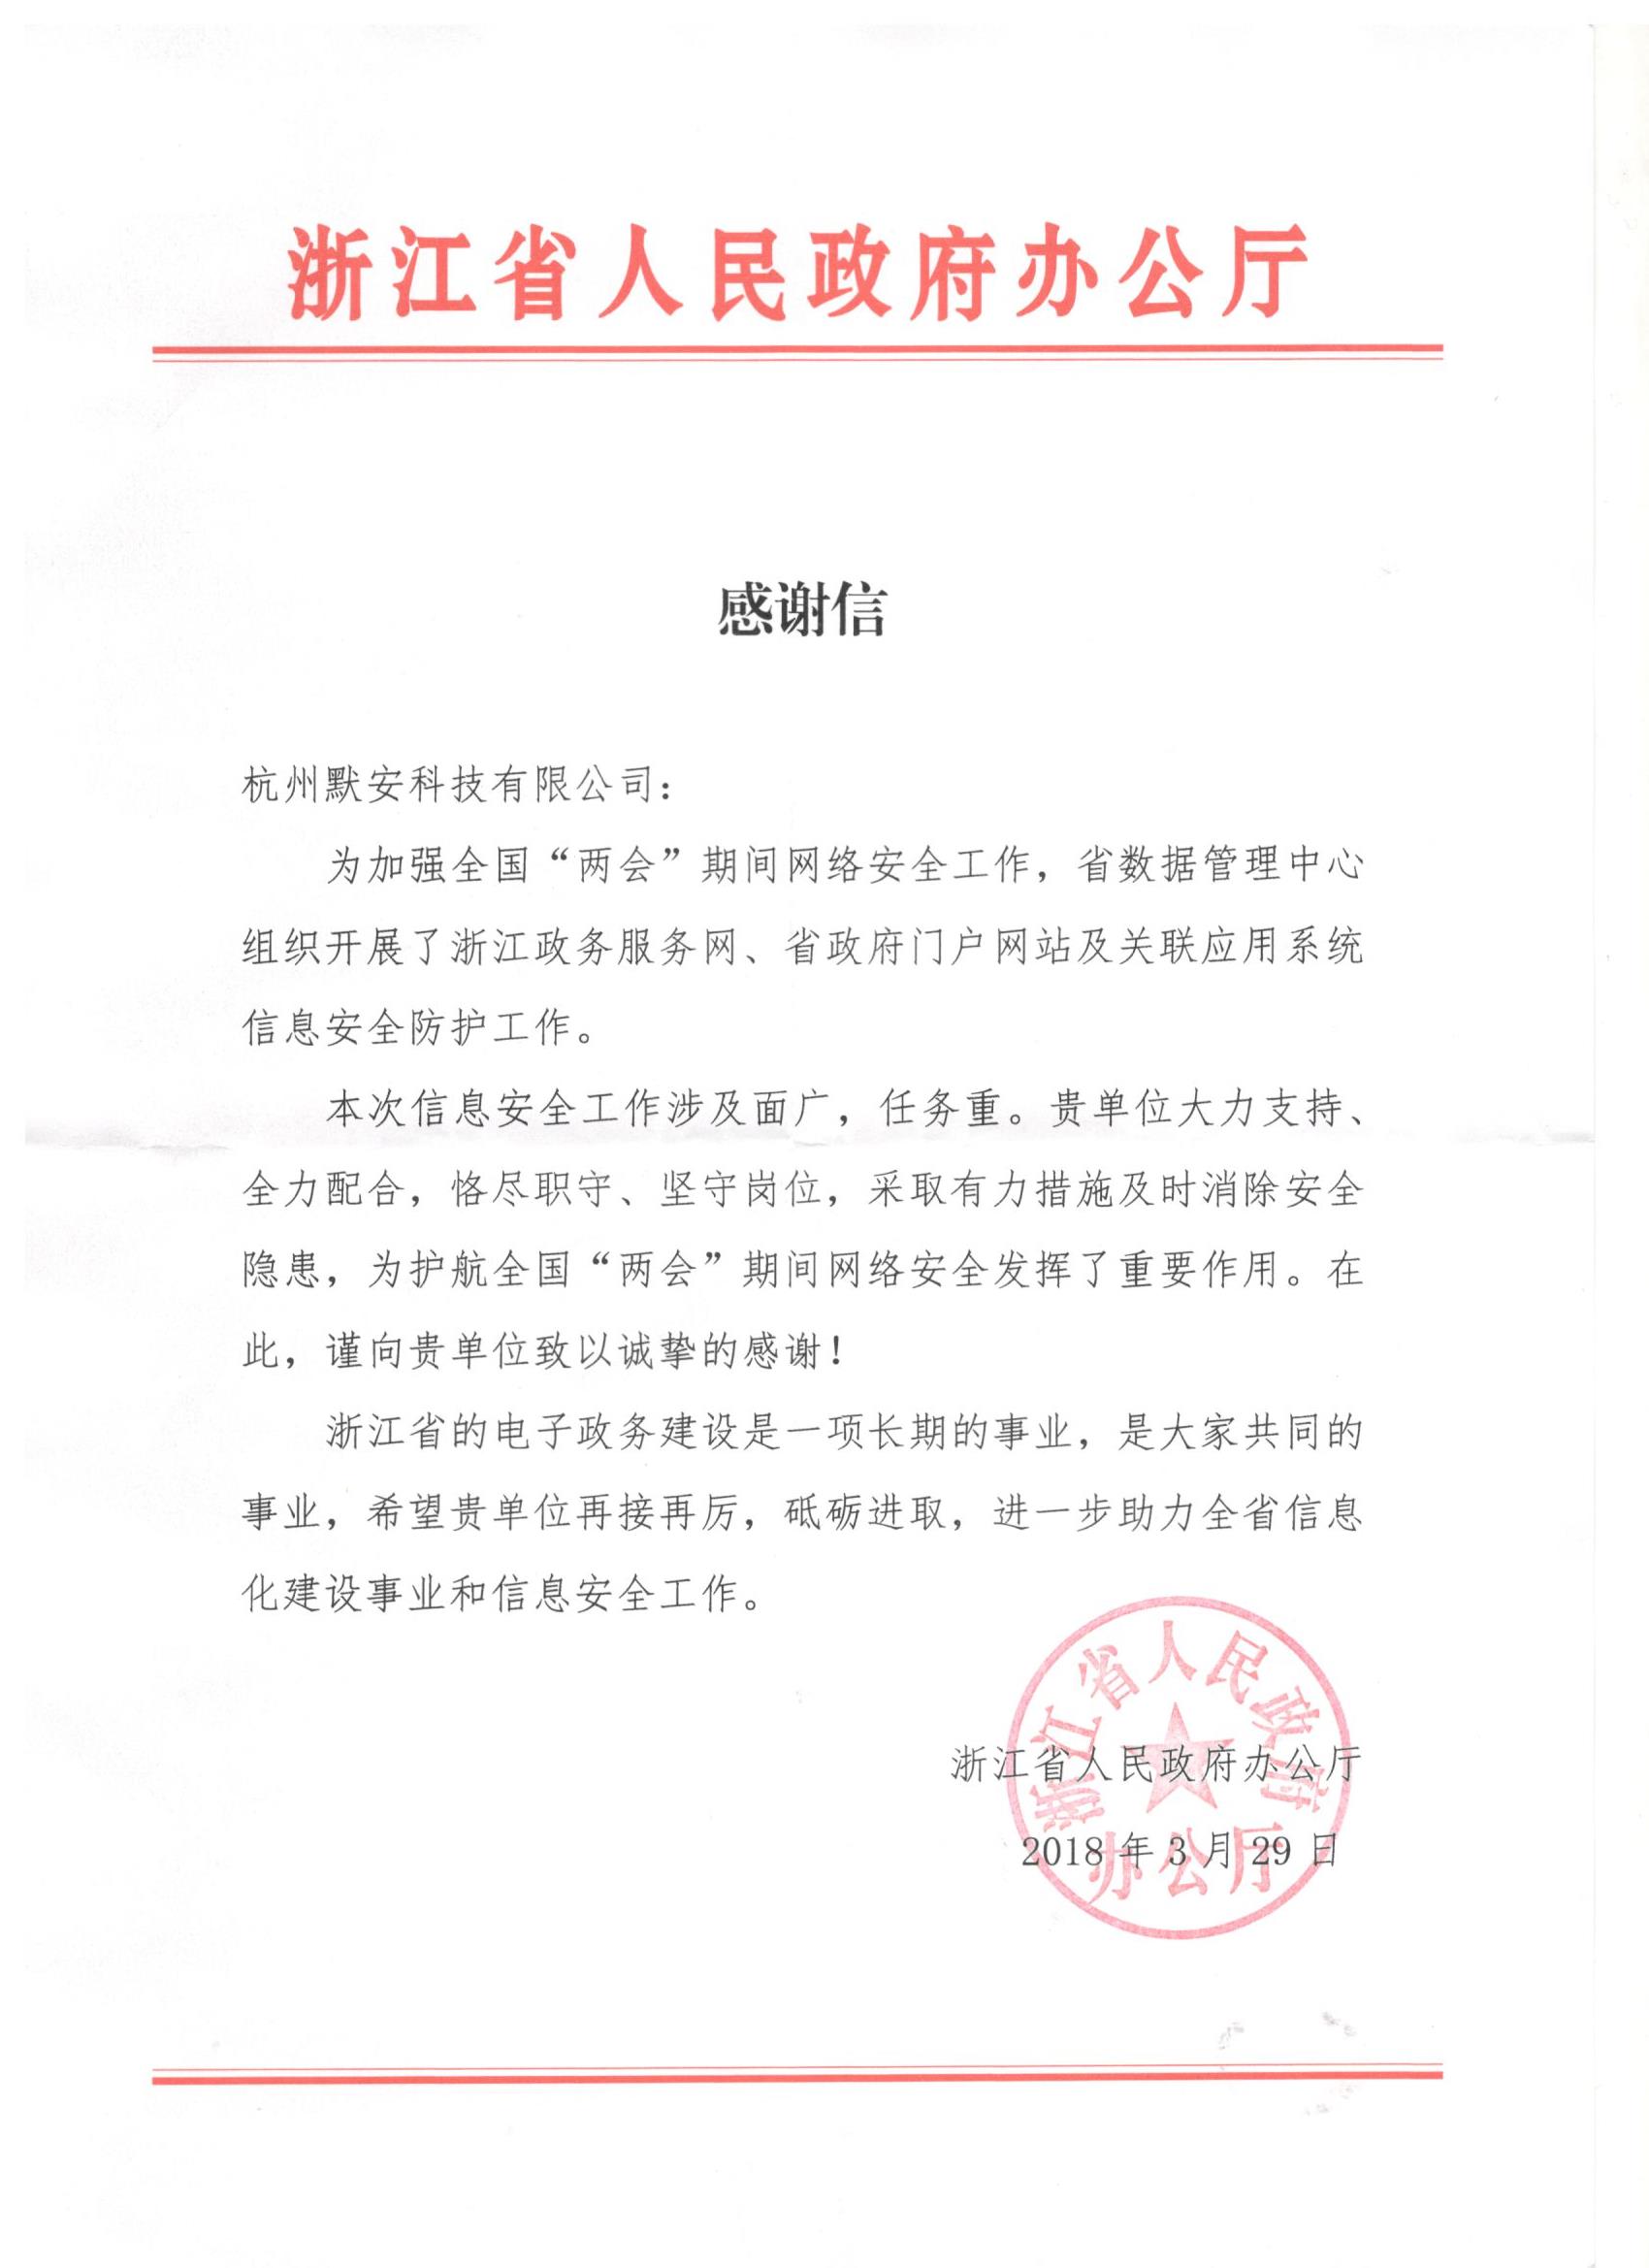 浙江省人民政府办公厅
感谢信
杭州默安科技有限公司：
为加强全国“两会”期间网络安全工作，省数据管理中心
组织开展了浙江政务服务网、省政府门户网站及关联应用系统
信息安全防护工作。
本次信息安全工作涉及面广，任务重。贵单位大力支持、
全力配合，恪尽职守、坚守岗位，采取有力措施及时消除安全
隐患，为护航全国“两会”期间网络安全发挥了重要作用。在
此，谨向贵单位致以诚挚的感谢！
浙江省的电子政务建设是一项长期的事业，是大家共同的
事业，希望贵单位再接再厉，砥砺进取，进一步助力全省信息
化建设事业和信息安全工作。
浙江省人民政府办公厅
2018年3月29日
浙江省人民政府
办公厅